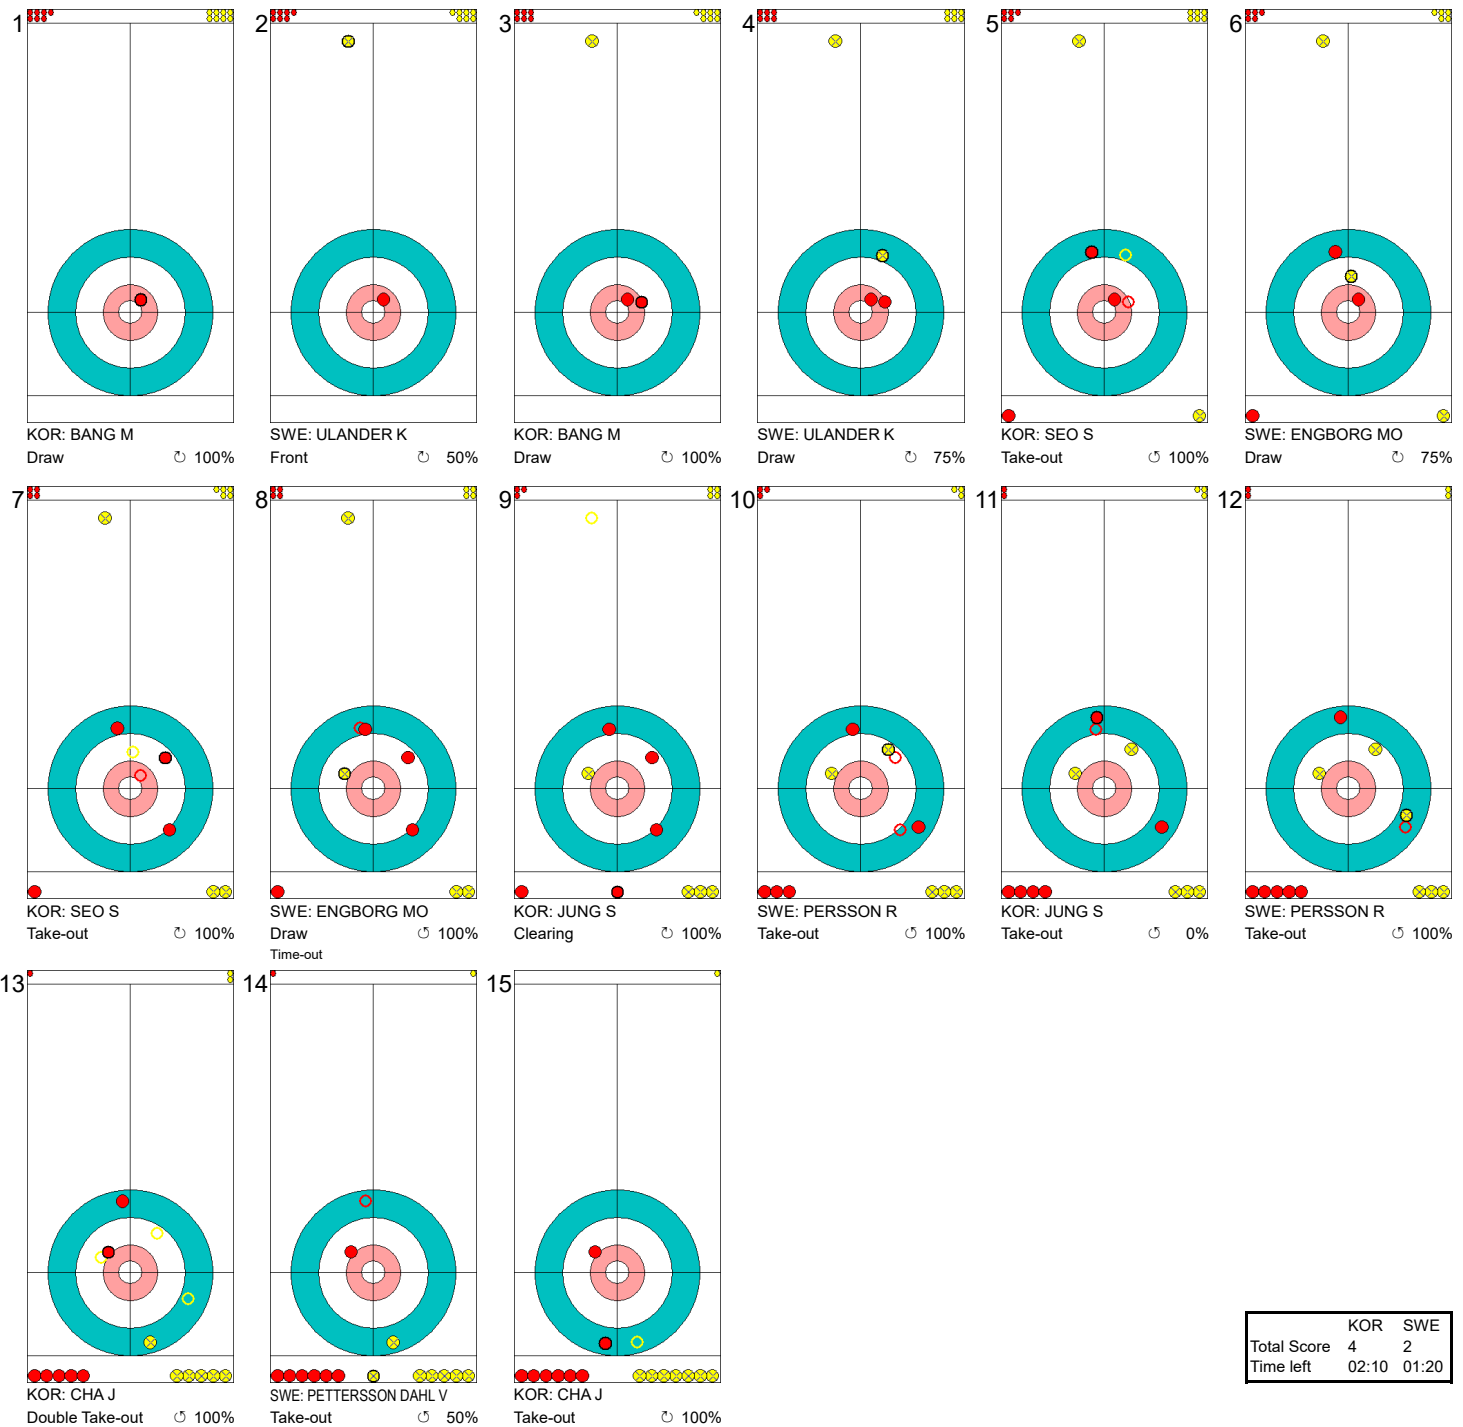 1
2
3
4
5
6
KOR: BANG M
Draw ↻ 100%
SWE: ULANDER K
Front ↻ 50%
KOR: BANG M
Draw ↻ 100%
SWE: ULANDER K
Draw ↻ 75%
KOR: SEO S
Take-out ↺ 100%
SWE: ENGBORG MO
Draw ↻ 75%
7
8
9
10
11
12
KOR: SEO S
Take-out ↻ 100%
SWE: ENGBORG MO
Draw ↺ 100%
Time-out
KOR: JUNG S
Clearing ↻ 100%
SWE: PERSSON R
Take-out ↻ 100%
KOR: JUNG S
Take-out ↺ 0%
SWE: PERSSON R
Take-out ↻ 100%
13
14
15
KOR: CHA J
Double Take-out ↺ 100%
SWE: PETTERSSON DAHL V
Take-out ↺ 50%
KOR: CHA J
Take-out ↺ 100%
KOR SWE
Total Score 4 2
Time left 02:10 01:20